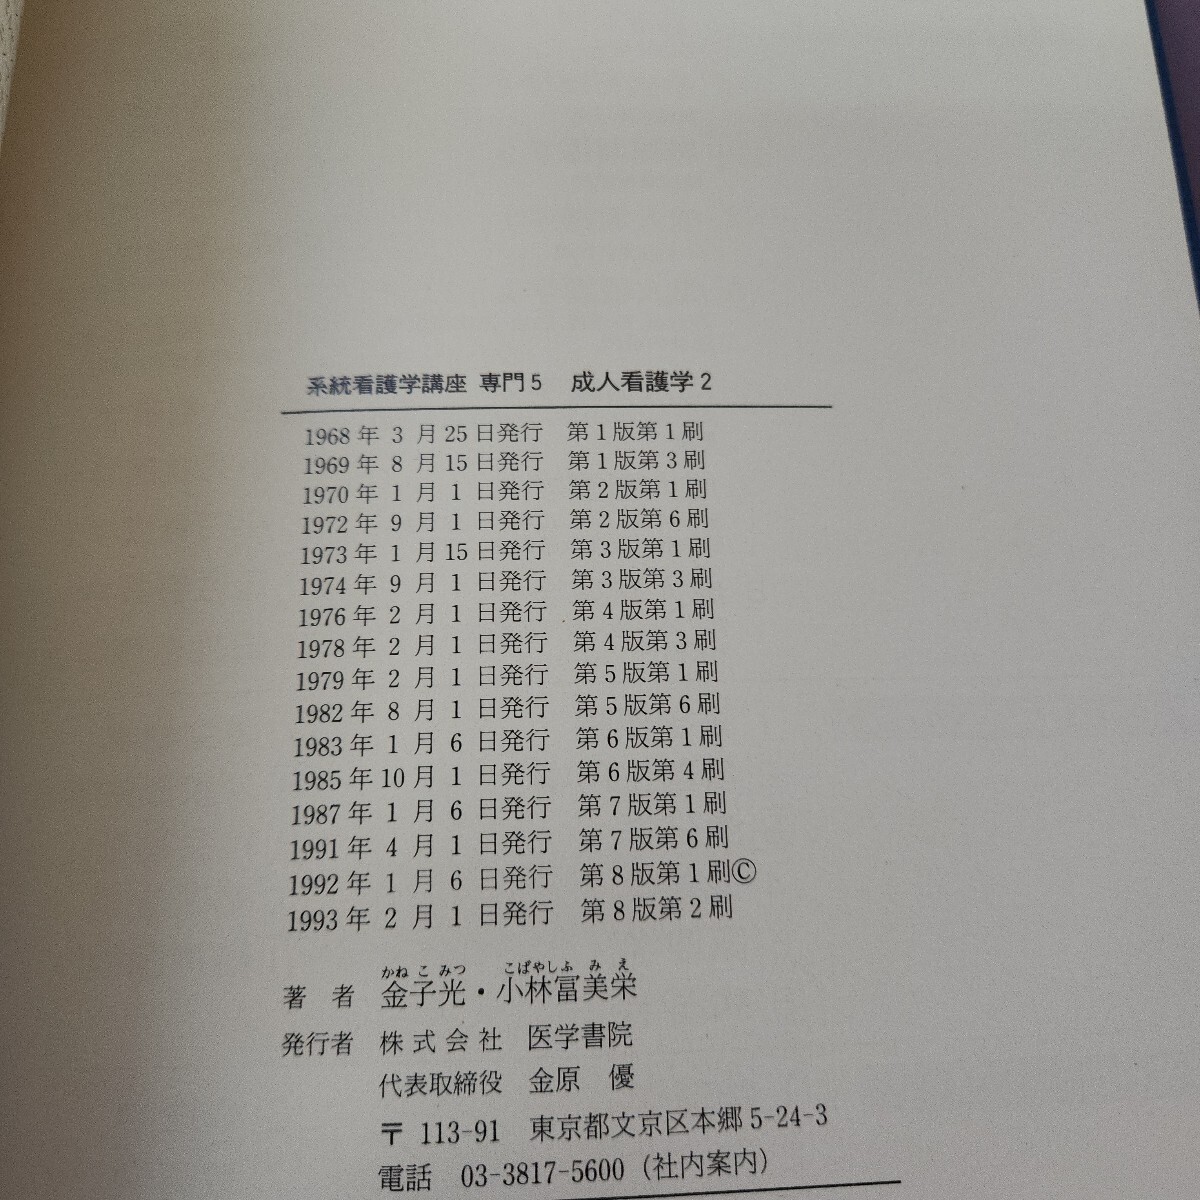 系統看護学講座 専門5 成人看護学2
1968年3月25日発行 第1版第1刷
1969年8月15日発行 第1版第3刷
1970年1月1日発行 第2版第1刷
1972年9月1日発行 第2版第6刷
1973年1月15日発行 第3版第1刷
1974年9月1日発行 第3版第3刷
1976年2月1日発行 第4版第1刷
1978年2月1日発行 第4版第3刷
1979年2月1日発行 第5版第1刷
1982年8月1日発行 第5版第6刷
1983年1月6日発行 第6版第1刷
1985年10月1日発行 第6版第4刷
1987年1月6日発行 第7版第1刷
1991年4月1日発行 第7版第6刷
1992年1月6日発行 第8版第1刷Ⓒ
1993年2月1日発行 第8版第2刷
かねこみつ こばやしふみえ
著者 金子光・小林冨美栄
発行者 株式会社 医学書院
代表取締役 金原 優
〒113-91 東京都文京区本郷5-24-3
電話 03-3817-5600（社内案内）